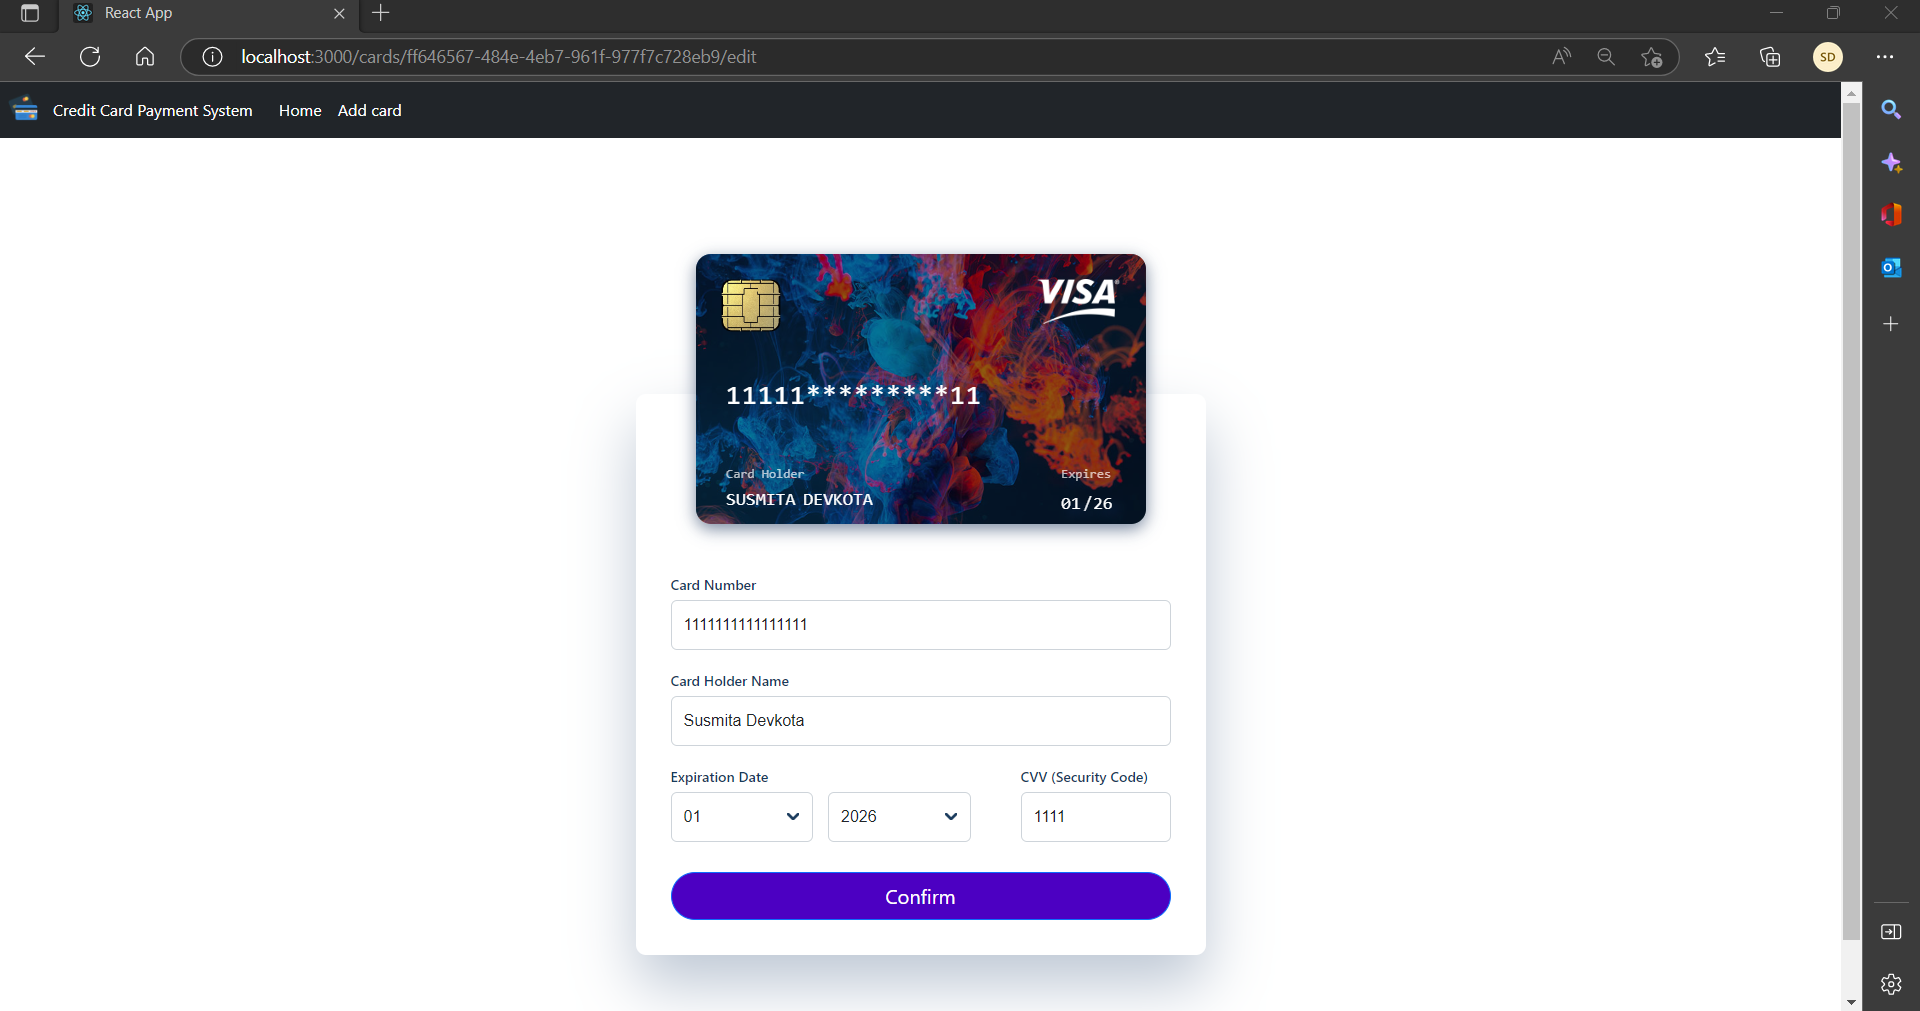 React App
localhost:3000/cards/ff646567-484e-4eb7-961f-977f7c728eb9/edit
SD
Credit Card Payment System Home Add card
VISA
11111*********11
Card Holder Expires
SUSMITA DEVKOTA 01/26
Card Number
1111111111111111
Card Holder Name
Susmita Devkota
Expiration Date CVV (Security Code)
01 2026 1111
Confirm